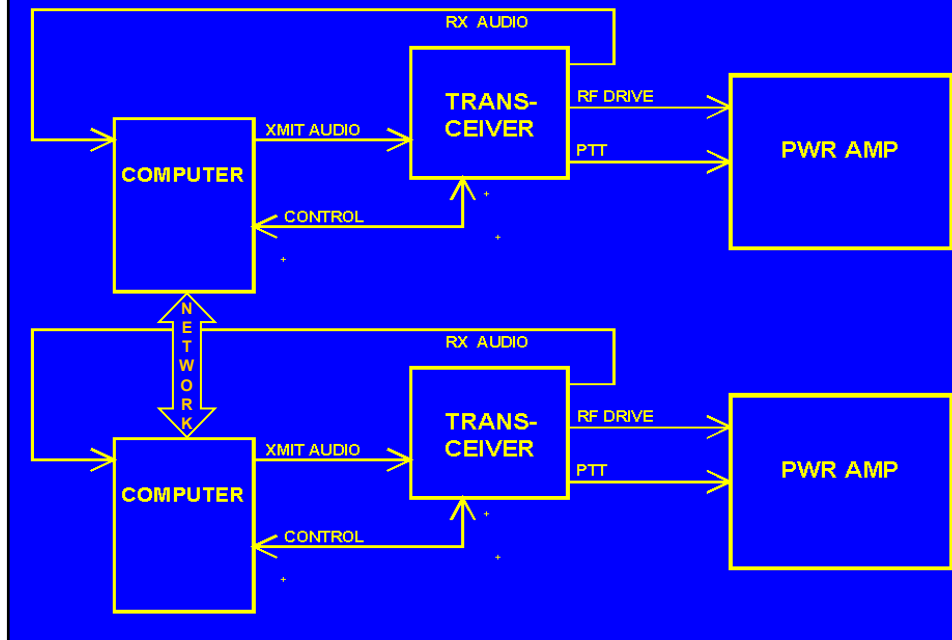 RX AUDIO
TRANS-
CEIVER
RF DRIVE
PTT
PWR AMP
XMIT AUDIO
COMPUTER
CONTROL
NETWORK
RX AUDIO
TRANS-
CEIVER
RF DRIVE
PTT
PWR AMP
XMIT AUDIO
COMPUTER
CONTROL